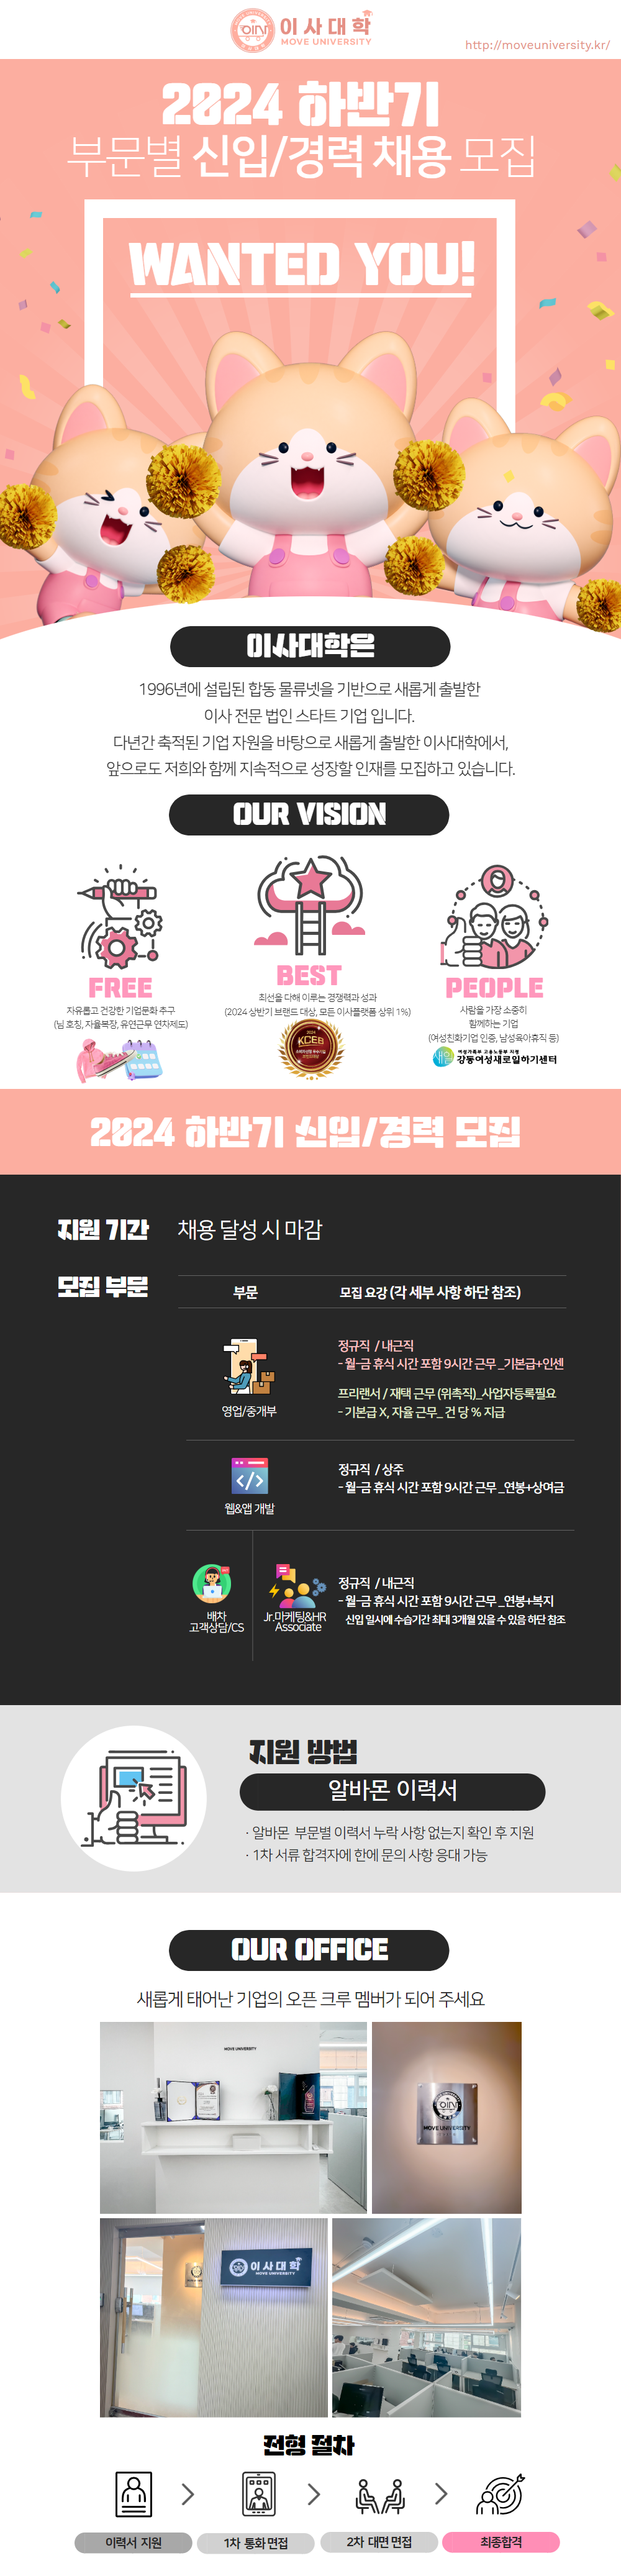 이사대학
MOVE UNIVERSITY
http://moveuniversity.kr/
2024 하반기
부문별 신입/경력 채용 모집
WANTED YOU!
이사대학은
1996년에 설립된 합동 물류넷을 기반으로 새롭게 출발한
이사 전문 법인 스타트 기업 입니다.
다년간 축적된 기업 자원을 바탕으로 새롭게 출발한 이사대학에서,
앞으로도 저희와 함께 지속적으로 성장할 인재를 모집하고 있습니다.
OUR VISION
FREE
자유롭고 건강한 기업문화 추구
(님 호칭, 자율복장, 유연근무 연차제도)
BEST
최선을 다해 이루는 경쟁력과 성과
(2024 상반기 브랜드 대상, 모든 이사플랫폼 상위 1%)
2024
KCEB
PEOPLE
사람을 가장 소중히
함께하는 기업
(여성친화기업 인증, 남성육아휴직 등)
새일
여성가족부 고용노동부 지정
강동여성새로일하기센터
2024 하반기 신입/경력 모집
지원 기간
채용 달성 시 마감
모집 부문
부문
모집 요강 (각 세부 사항 하단 참조)
영업/중개부
정규직 / 내근직
- 월-금 휴식 시간 포함 9시간 근무 _기본급+인센
프리랜서 / 재택 근무 (위촉직)_사업자등록필요
- 기본급 X, 자율 근무_ 건 당 % 지급
웹&앱 개발
정규직 / 상주
- 월-금 휴식 시간 포함 9시간 근무 _연봉+상여금
배차
고객상담/CS
Jr.마케팅&HR
Associate
정규직 / 내근직
- 월-금 휴식 시간 포함 9시간 근무 _연봉+복지
신입 일시에 수습기간 최대 3개월 있을 수 있음 하단 참조
지원 방법
알바몬 이력서
· 알바몬 부문별 이력서 누락 사항 없는지 확인 후 지원
· 1차 서류 합격자에 한에 문의 사항 응대 가능
OUR OFFICE
새롭게 태어난 기업의 오픈 크루 멤버가 되어 주세요
MOVE UNIVERSITY
MOVE UNIVERSITY
이사대학
MOVE UNIVERSITY
전형 절차
이력서 지원
1차 통화 면접
2차 대면 면접
최종합격